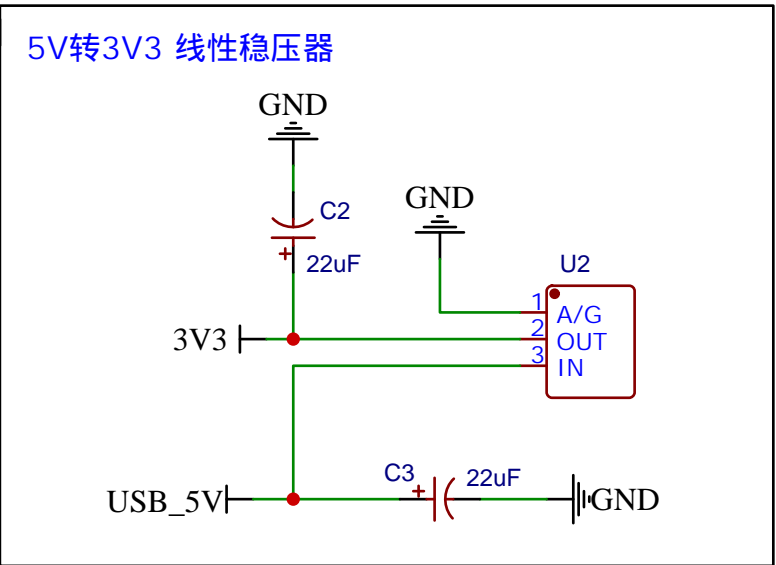 5V转3V3 线性稳压器
GND
C2
+
22uF
GND
U2
1 A/G
2 OUT
3 IN
3V3
USB_5V
C3
+
22uF
GND